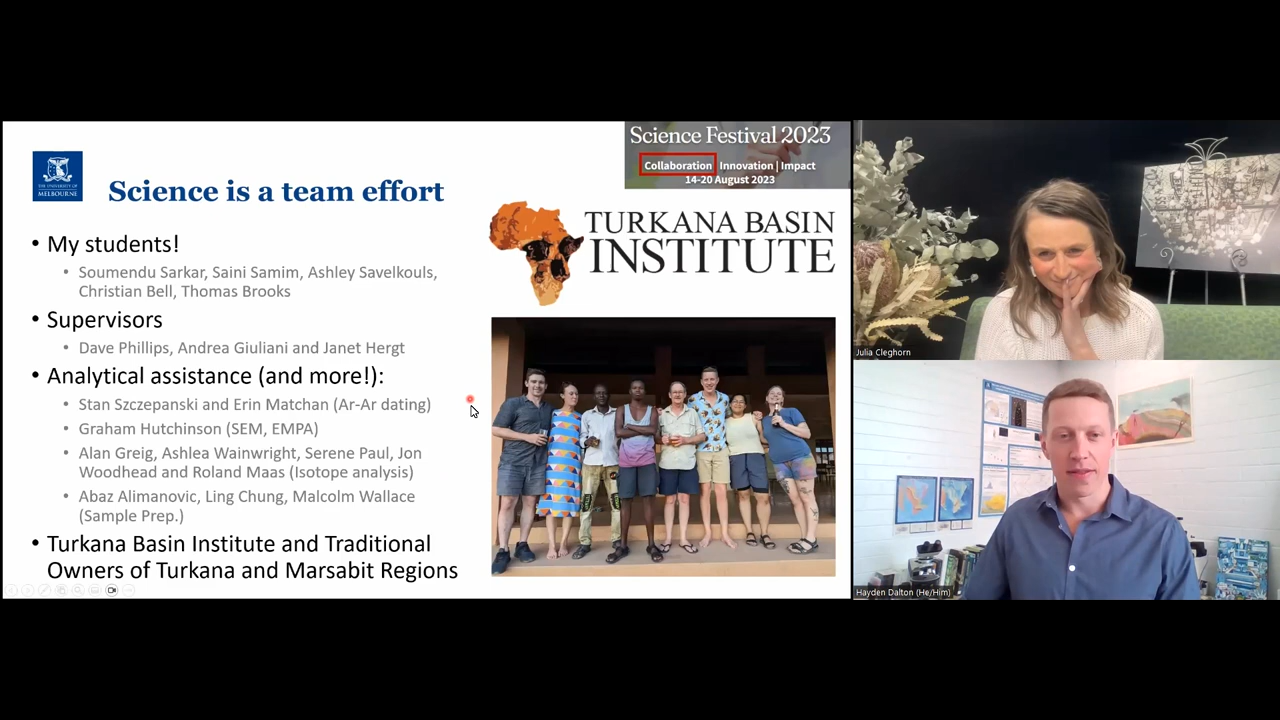 THE UNIVERSITY OF
MELBOURNE
Science is a team effort
Science Festival 2023
Collaboration | Innovation | Impact
14-20 August 2023
TURKANA BASIN
INSTITUTE
• My students!
• Soumendu Sarkar, Saini Samim, Ashley Savelkouls,
Christian Bell, Thomas Brooks
• Supervisors
• Dave Phillips, Andrea Giuliani and Janet Hergt
• Analytical assistance (and more!):
• Stan Szczepanski and Erin Matchan (Ar-Ar dating)
• Graham Hutchinson (SEM, EMPA)
• Alan Greig, Ashlea Wainwright, Serene Paul, Jon
Woodhead and Roland Maas (Isotope analysis)
• Abaz Alimanovic, Ling Chung, Malcolm Wallace
(Sample Prep.)
• Turkana Basin Institute and Traditional
Owners of Turkana and Marsabit Regions
Julia Cleghorn
Hayden Dalton (He/Him)